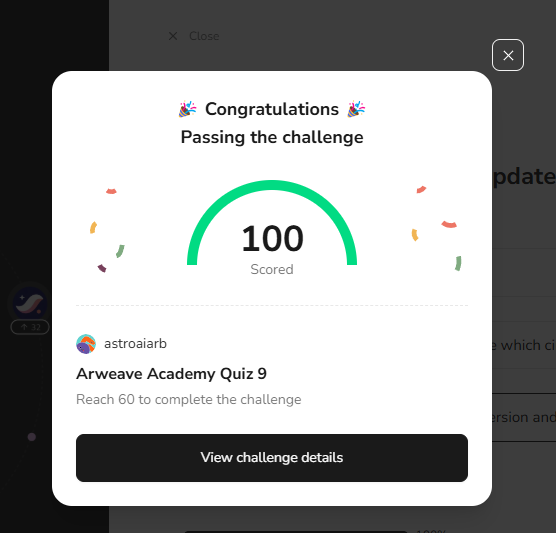 Close
Congratulations
Passing the challenge
pdate
100
Scored
32
astroaiarb
e which ci
Arweave Academy Quiz 9
Reach 60 to complete the challenge
ersion and
View challenge details
100%